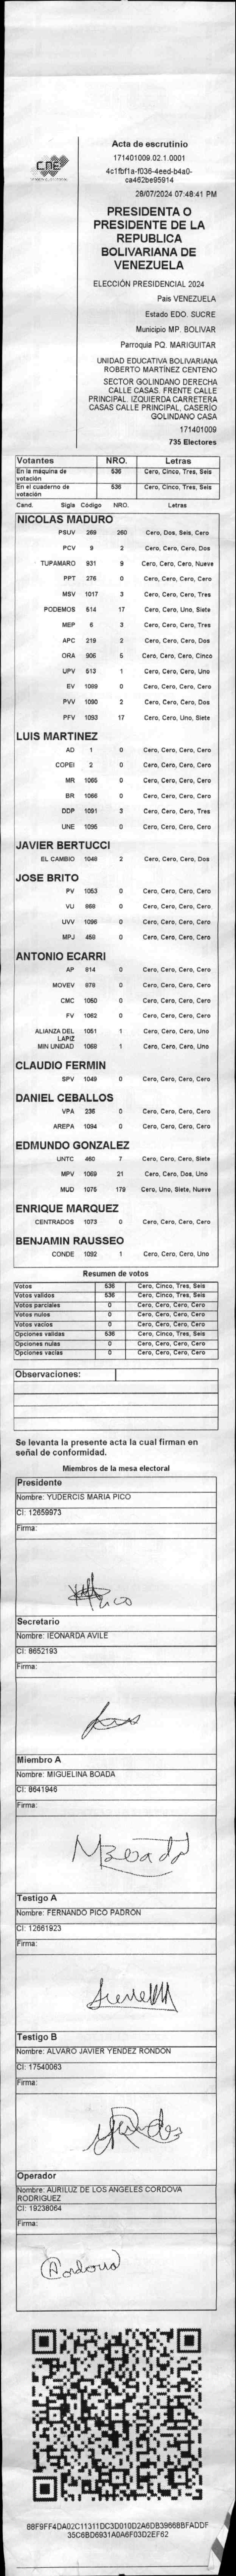 CNE
Acta de escrutinio
171401009.02.1.0001
4c1fbf1a-f036-4eed-b4a0-
ca462be95914
28/07/2024 07:48:41 PM
PRESIDENTA O
PRESIDENTE DE LA
REPUBLICA
BOLIVARIANA DE
VENEZUELA
ELECCIÓN PRESIDENCIAL 2024
Pais VENEZUELA
Estado EDO. SUCRE
Municipio MP. BOLIVAR
Parroquia PQ. MARIGUITAR
UNIDAD EDUCATIVA BOLIVARIANA
ROBERTO MARTÍNEZ CENTENO
SECTOR GOLINDANO DERECHA
CALLE CASAS. FRENTE CALLE
PRINCIPAL. IZQUIERDA CARRETERA
CASAS CALLE PRINCIPAL, CASERÍO
GOLINDANO CASA
171401009
735 Electores
Votantes NRO. Letras
En la máquina de votación 536 Cero, Cinco, Tres, Seis
En el cuaderno de votación 536 Cero, Cinco, Tres, Seis
Cand. Sigla Código NRO. Letras
NICOLAS MADURO
PSUV 269 260 Cero, Dos, Seis, Cero
PCV 9 2 Cero, Cero, Cero, Dos
TUPAMARO 931 9 Cero, Cero, Cero, Nueve
PPT 276 0 Cero, Cero, Cero, Cero
MSV 1017 3 Cero, Cero, Cero, Tres
PODEMOS 514 17 Cero, Cero, Uno, Siete
MEP 6 3 Cero, Cero, Cero, Tres
APC 219 2 Cero, Cero, Cero, Dos
ORA 906 5 Cero, Cero, Cero, Cinco
UPV 513 1 Cero, Cero, Cero, Uno
EV 1089 0 Cero, Cero, Cero, Cero
PVV 1090 2 Cero, Cero, Cero, Dos
PFV 1093 17 Cero, Cero, Uno, Siete
LUIS MARTINEZ
AD 1 0 Cero, Cero, Cero, Cero
COPEI 2 0 Cero, Cero, Cero, Cero
MR 1065 0 Cero, Cero, Cero, Cero
BR 1066 0 Cero, Cero, Cero, Cero
DDP 1091 3 Cero, Cero, Cero, Tres
UNE 1095 0 Cero, Cero, Cero, Cero
JAVIER BERTUCCI
EL CAMBIO 1048 2 Cero, Cero, Cero, Dos
JOSE BRITO
PV 1053 0 Cero, Cero, Cero, Cero
VU 868 0 Cero, Cero, Cero, Cero
UVV 1096 0 Cero, Cero, Cero, Cero
MPJ 458 0 Cero, Cero, Cero, Cero
ANTONIO ECARRI
AP 814 0 Cero, Cero, Cero, Cero
MOVEV 879 0 Cero, Cero, Cero, Cero
CMC 1050 0 Cero, Cero, Cero, Cero
FV 1062 0 Cero, Cero, Cero, Cero
ALIANZA DEL LAPIZ 1051 1 Cero, Cero, Cero, Uno
MIN UNIDAD 1068 1 Cero, Cero, Cero, Uno
CLAUDIO FERMIN
SPV 1049 0 Cero, Cero, Cero, Cero
DANIEL CEBALLOS
VPA 236 0 Cero, Cero, Cero, Cero
AREPA 1094 0 Cero, Cero, Cero, Cero
EDMUNDO GONZALEZ
UNTC 460 7 Cero, Cero, Cero, Siete
MPV 1069 21 Cero, Cero, Dos, Uno
MUD 1075 179 Cero, Uno, Siete, Nueve
ENRIQUE MARQUEZ
CENTRADOS 1073 0 Cero, Cero, Cero, Cero
BENJAMIN RAUSSEO
CONDE 1092 1 Cero, Cero, Cero, Uno
Resumen de votos
Votos 536 Cero, Cinco, Tres, Seis
Votos validos 536 Cero, Cinco, Tres, Seis
Votos parciales 0 Cero, Cero, Cero, Cero
Votos nulos 0 Cero, Cero, Cero, Cero
Votos vacios 0 Cero, Cero, Cero, Cero
Opciones validas 536 Cero, Cinco, Tres, Seis
Opciones nulas 0 Cero, Cero, Cero, Cero
Opciones vacias 0 Cero, Cero, Cero, Cero
Observaciones:
Se levanta la presente acta la cual firman en
señal de conformidad.
Miembros de la mesa electoral
Presidente
Nombre: YUDERCIS MARIA PICO
CI: 12659973
Firma:
Secretario
Nombre: lEONARDA AVILE
CI: 8652193
Firma:
Miembro A
Nombre: MIGUELINA BOADA
CI: 8641946
Firma:
Testigo A
Nombre: FERNANDO PICO PADRON
CI: 12661923
Firma:
Testigo B
Nombre: ALVARO JAVIER YENDEZ RONDON
CI: 17540063
Firma:
Operador
Nombre: AURILUZ DE LOS ANGELES CORDOVA
RODRIGUEZ
CI: 19238064
Firma:
88F9FF4DA02C11311DC3D010D2A6DB39668BFADDF
35C6BD6931A0A6F03D2EF62